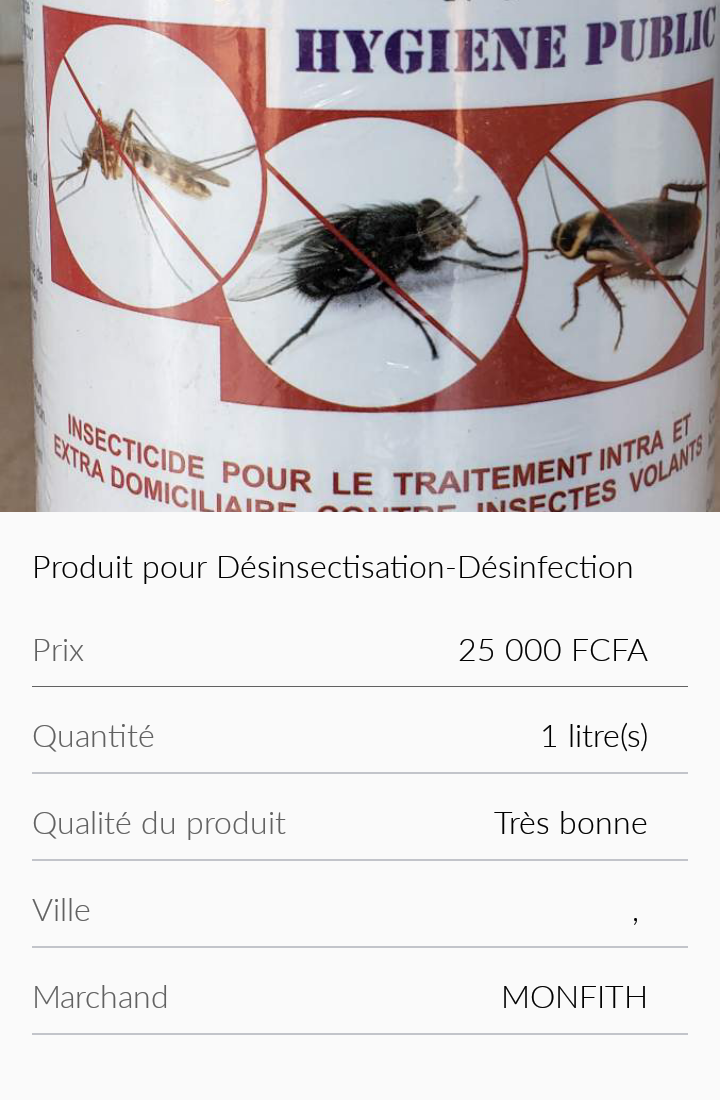 HYGIENE PUBLIC
INSECTICIDE POUR LE TRAITEMENT INTRA ET
EXTRA DOMICILIAIRE CONTRE INSECTES VOLANTS
Produit pour Désinsectisation-Désinfection
Prix 25 000 FCFA
Quantité 1 litre(s)
Qualité du produit Très bonne
Ville ,
Marchand MONFITH